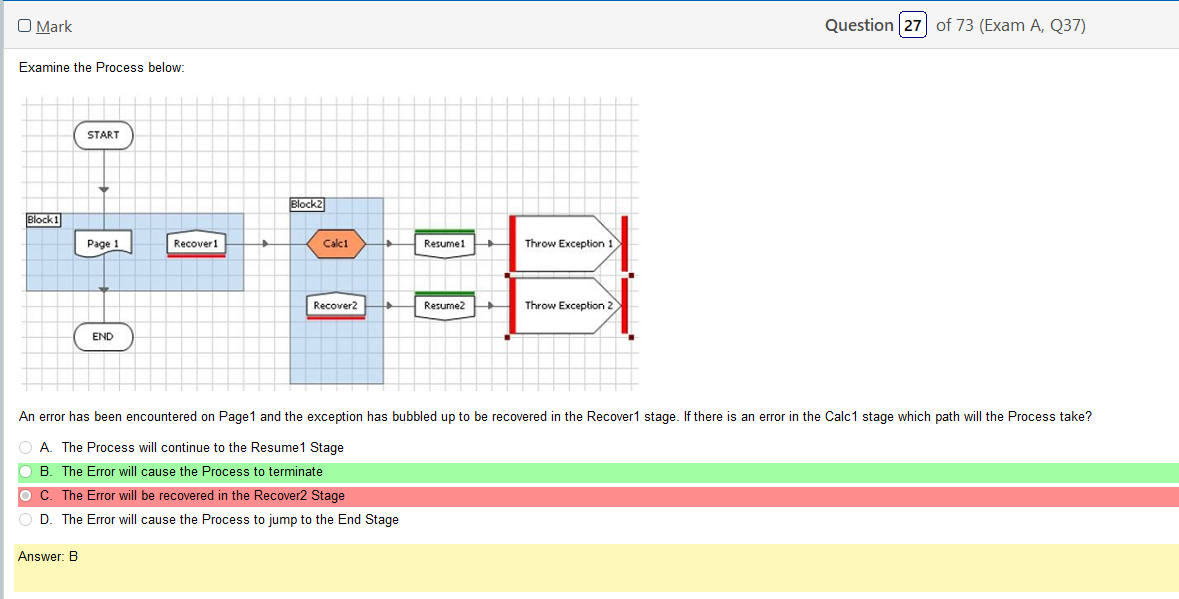 Mark
Question 27 of 73 (Exam A, Q37)
Examine the Process below:
START
Block1
Block2
Page 1
Recover1
Calc1
Resume1
Throw Exception 1
Recover2
Resume2
Throw Exception 2
END
An error has been encountered on Page1 and the exception has bubbled up to be recovered in the Recover1 stage. If there is an error in the Calc1 stage which path will the Process take?
A. The Process will continue to the Resume1 Stage
B. The Error will cause the Process to terminate
C. The Error will be recovered in the Recover2 Stage
D. The Error will cause the Process to jump to the End Stage
Answer: B